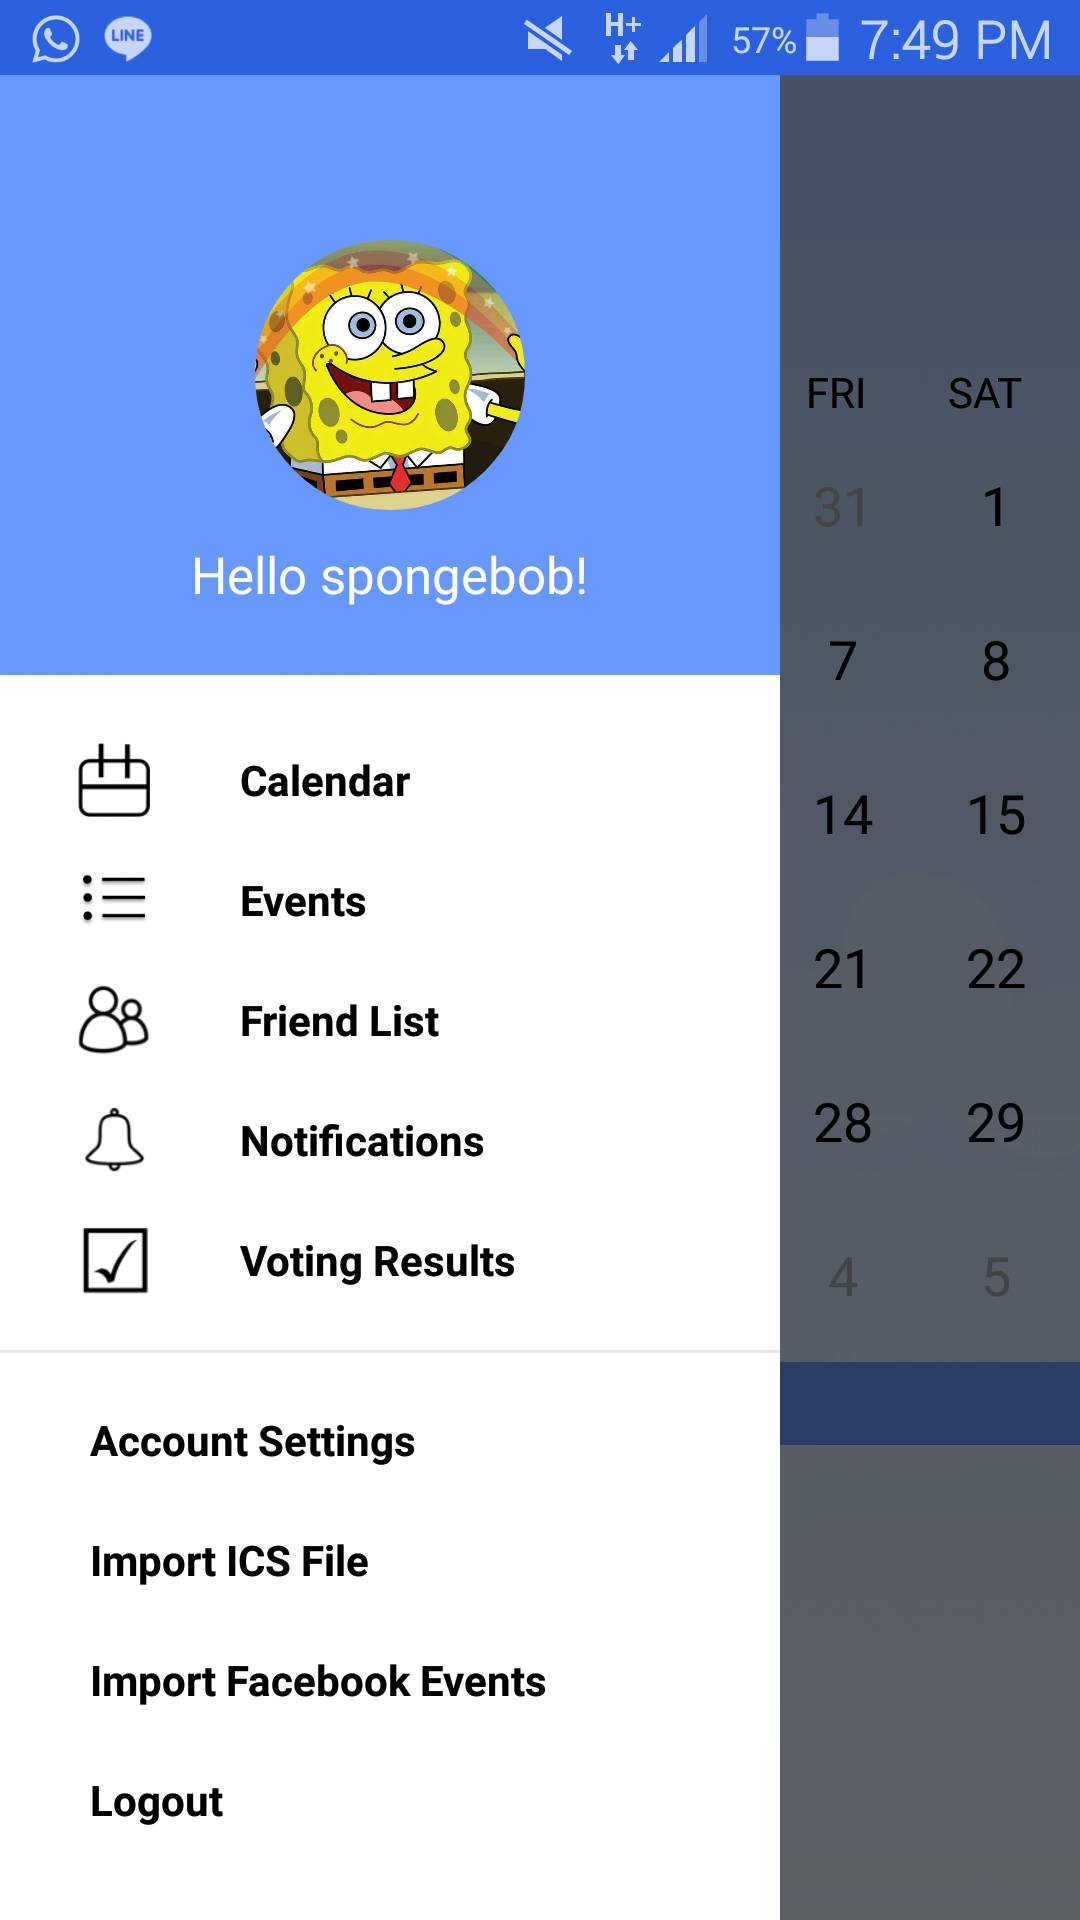 LINE H+ 57% 7:49 PM
FRI SAT
31 1
Hello spongebob!
7 8
Calendar
14 15
Events
21 22
Friend List
28 29
Notifications
Voting Results
4 5
Account Settings
Import ICS File
Import Facebook Events
Logout